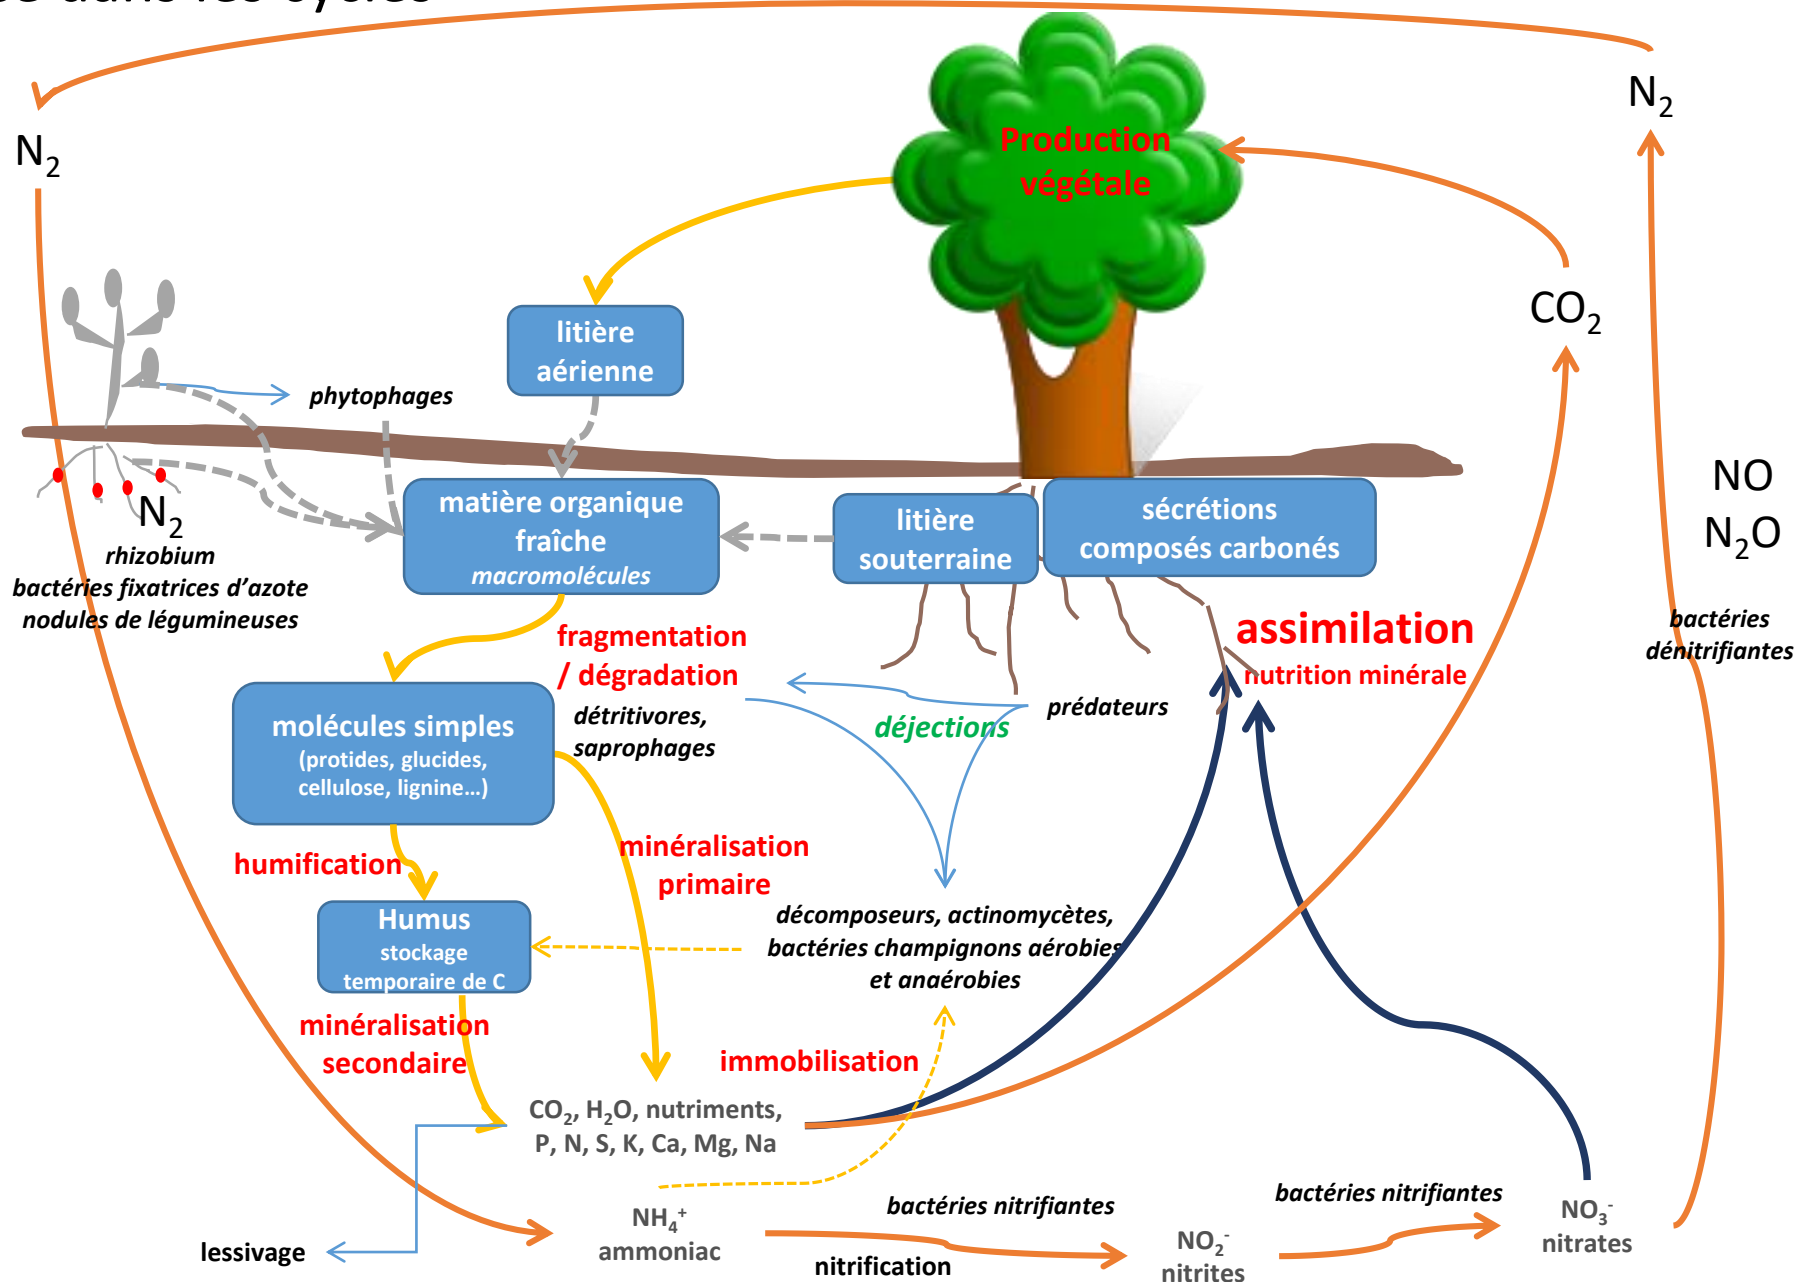 dans les cycles
N₂
N₂
Production
végétale
CO₂
litière
aérienne
phytophages
NO
N₂O
matière organique
fraîche
macromolécules
litière
souterraine
sécrétions
composés carbonés
N₂
rhizobium
bactéries fixatrices d’azote
nodules de légumineuses
fragmentation
/ dégradation
détritivores,
saprophages
assimilation
nutrition minérale
bactéries
dénitrifiantes
prédateurs
déjections
molécules simples
(protides, glucides,
cellulose, lignine…)
humification
minéralisation
primaire
Humus
stockage
temporaire de C
décomposeurs, actinomycètes,
bactéries champignons aérobies
et anaérobies
minéralisation
secondaire
immobilisation
CO₂, H₂O, nutriments,
P, N, S, K, Ca, Mg, Na
NH₄⁺
ammoniac
bactéries nitrifiantes
nitrification
NO₂⁻
nitrites
bactéries nitrifiantes
NO₃⁻
nitrates
lessivage